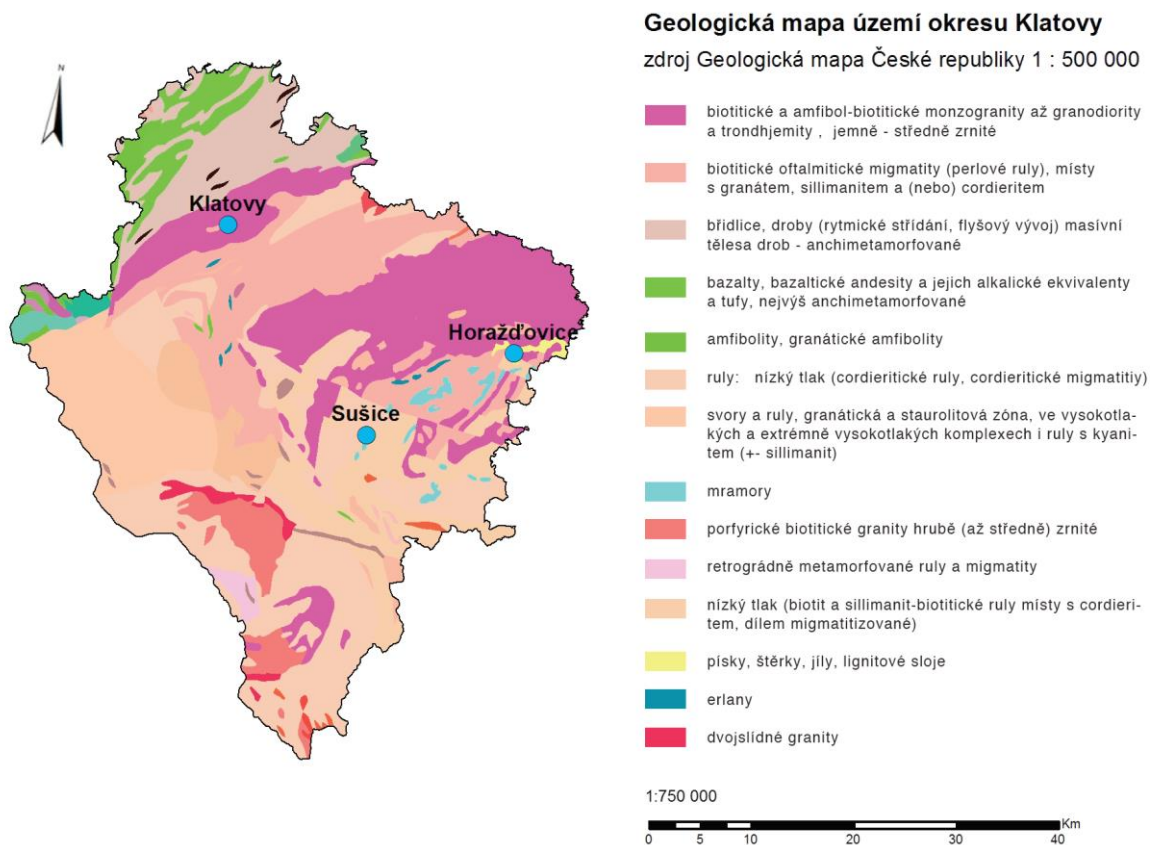 Geologická mapa území okresu Klatovy
zdroj Geologická mapa České republiky 1 : 500 000
N
Klatovy
Horažďovice
Sušice
biotitické a amfibol-biotitické monzogranity až granodiority
a trondhjemity , jemně - středně zrnité
biotitické oftalmitické migmatity (perlové ruly), místy
s granátem, sillimanitem a (nebo) cordieritem
břidlice, droby (rytmické střídání, flyšový vývoj) masívní
tělesa drob - anchimetamorfované
bazalty, bazaltické andesity a jejich alkalické ekvivalenty
a tufy, nejvýš anchimetamorfované
amfibolity, granátické amfibolity
ruly: nízký tlak (cordieritické ruly, cordieritické migmatitiy)
svory a ruly, granátická a staurolitová zóna, ve vysokotla-
kých a extrémně vysokotlakých komplexech i ruly s kyani-
tem (+- sillimanit)
mramory
porfyrické biotitické granity hrubě (až středně) zrnité
retrográdně metamorfované ruly a migmatity
nízký tlak (biotit a sillimanit-biotitické ruly místy s cordieri-
tem, dílem migmatitizované)
písky, štěrky, jíly, lignitové sloje
erlany
dvojslídné granity
1:750 000
Km
0 5 10 20 30 40